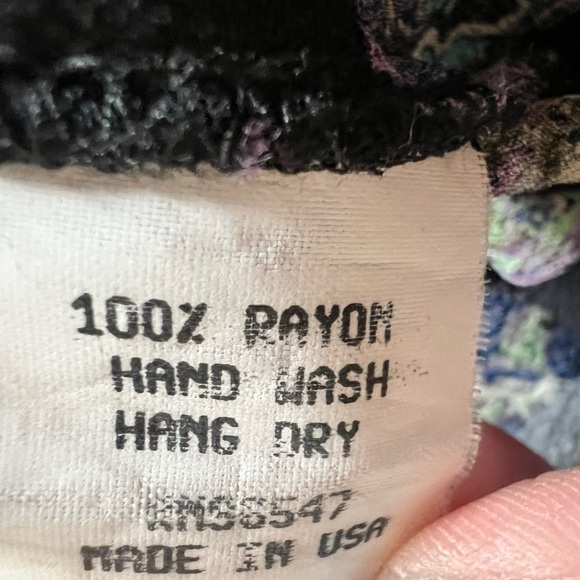 100% RAYON
HAND WASH
HANG DRY
MADE IN USA